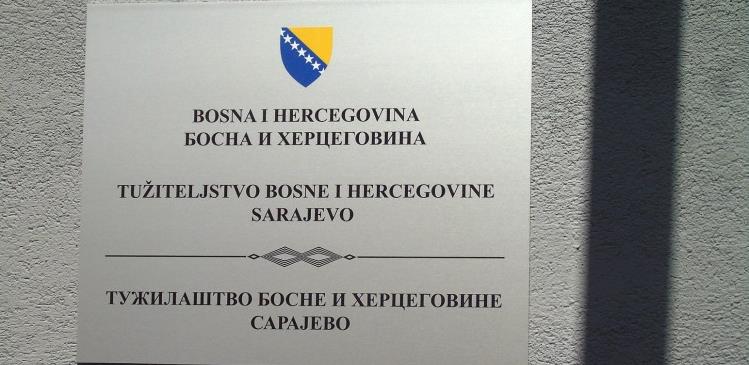 BOSNA I HERCEGOVINA
БОСНА И ХЕРЦЕГОВИНА
TUŽITELJSTVO BOSNE I HERCEGOVINE
SARAJEVO
ТУЖИЛАШТВО БОСНЕ И ХЕРЦЕГОВИНЕ
САРАЈЕВО